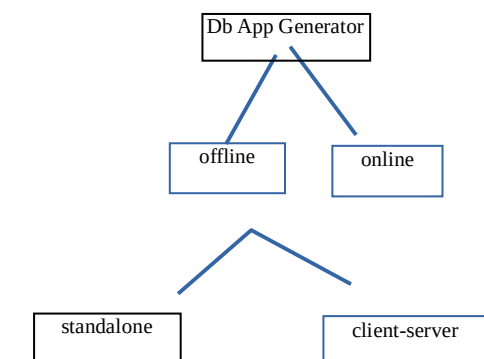 Db App Generator
offline
online
standalone
client-server